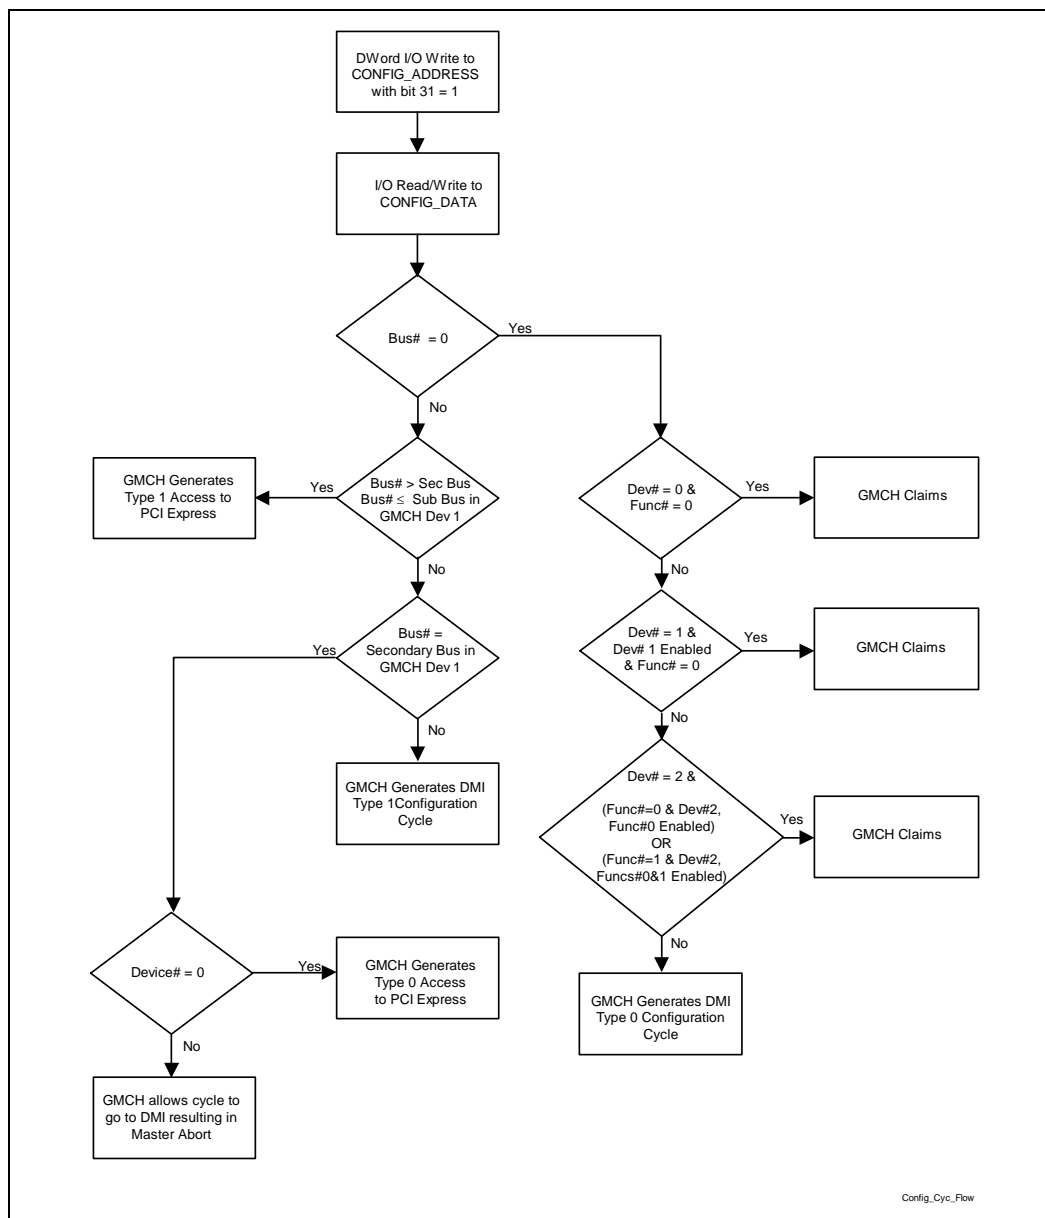 DWord I/O Write to
CONFIG_ADDRESS
with bit 31 = 1
I/O Read/Write to
CONFIG_DATA
Bus# = 0
Yes
No
GMCH Generates
Type 1 Access to
PCI Express
Yes
Bus# > Sec Bus
Bus# ≤ Sub Bus in
GMCH Dev 1
No
Dev# = 0 &
Func# = 0
Yes
GMCH Claims
No
Yes
Bus# =
Secondary Bus in
GMCH Dev 1
No
Dev# = 1 &
Dev# 1 Enabled
& Func# = 0
Yes
GMCH Claims
No
GMCH Generates DMI
Type 1Configuration
Cycle
Dev# = 2 &
(Func#=0 & Dev#2,
Func#0 Enabled)
OR
(Func#=1 & Dev#2,
Funcs#0&1 Enabled)
Yes
GMCH Claims
No
Device# = 0
Yes
GMCH Generates
Type 0 Access
to PCI Express
No
GMCH Generates DMI
Type 0 Configuration
Cycle
GMCH allows cycle to
go to DMI resulting in
Master Abort
Config_Cyc_Flow